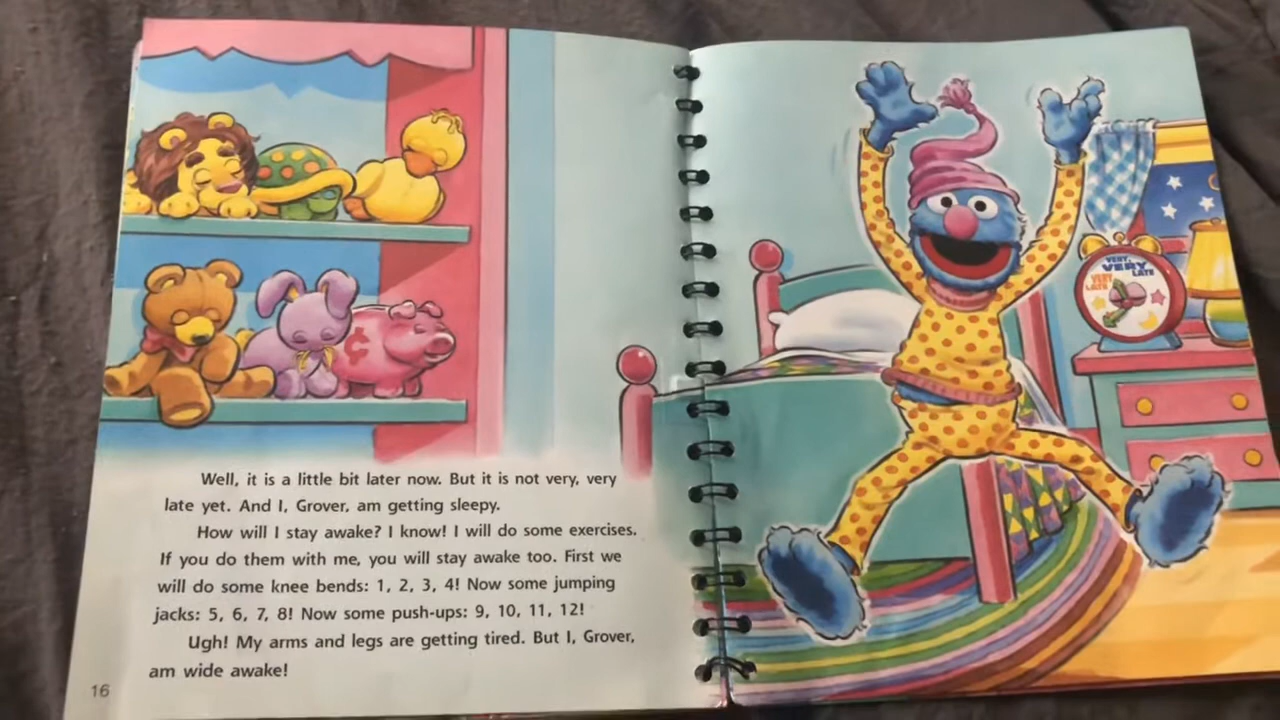 Well, it is a little bit later now. But it is not very, very
late yet. And I, Grover, am getting sleepy.
How will I stay awake? I know! I will do some exercises.
If you do them with me, you will stay awake too. First we
will do some knee bends: 1, 2, 3, 4! Now some jumping
jacks: 5, 6, 7, 8! Now some push-ups: 9, 10, 11, 12!
Ugh! My arms and legs are getting tired. But I, Grover,
am wide awake!
16
VERY,
VERY
LATE
VERY
LATE